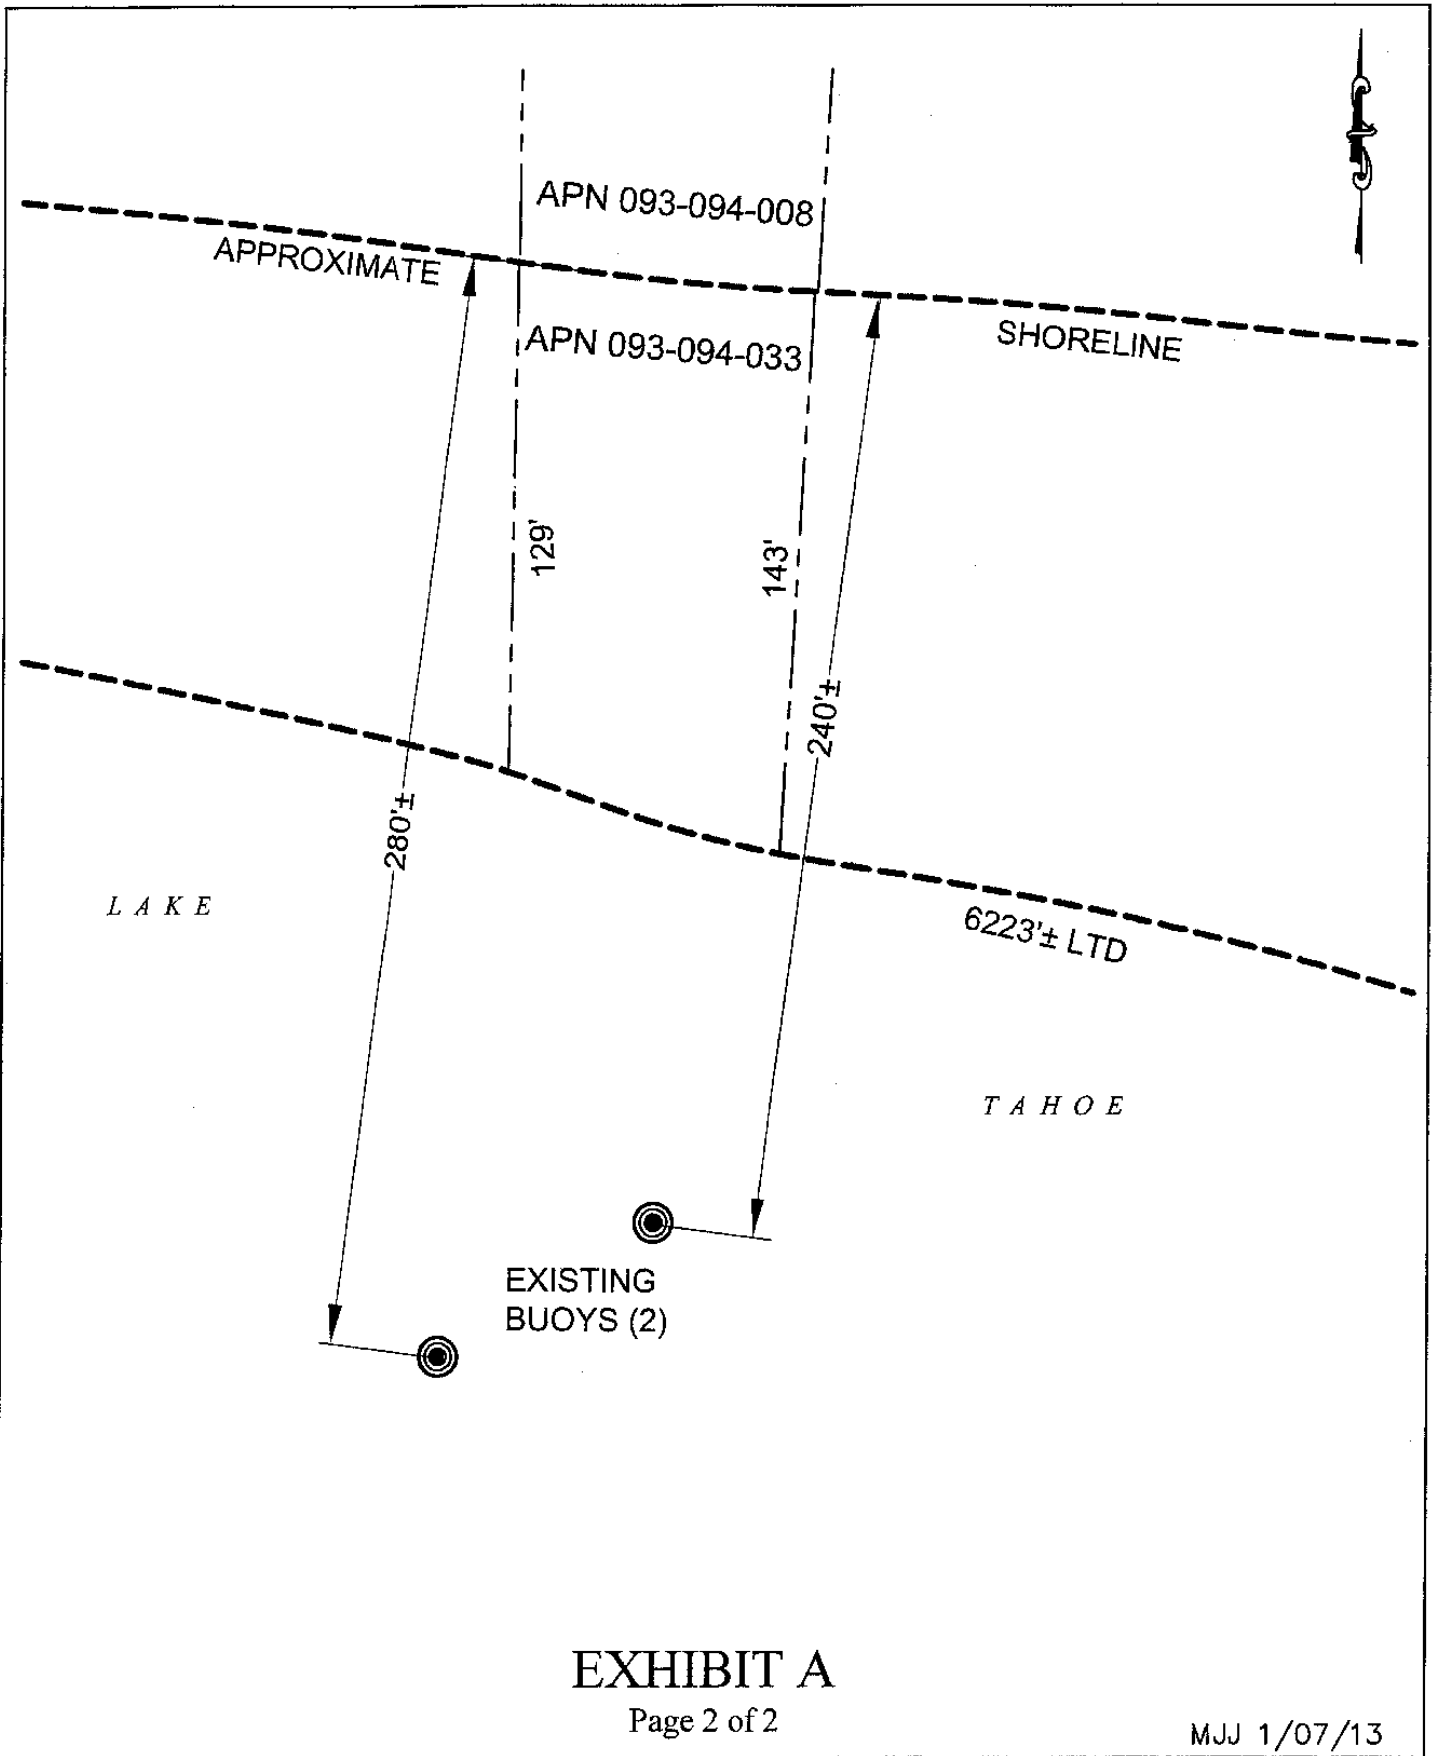 APN 093-094-008
APPROXIMATE
SHORELINE
APN 093-094-033
129'
143'
240'±
280'±
LAKE
6223'± LTD
TAHOE
EXISTING
BUOYS (2)
EXHIBIT A
Page 2 of 2
MJJ 1/07/13